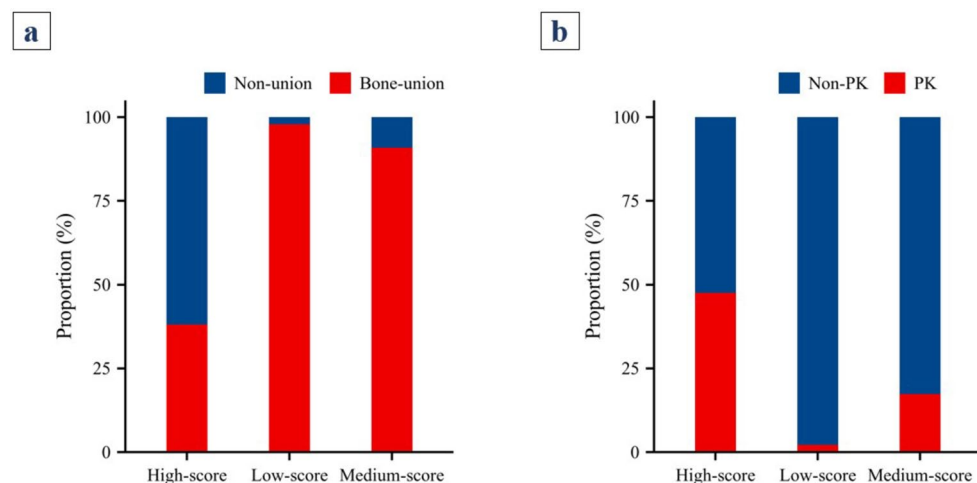 a
Non-union Bone-union
Proportion (%)
100
75
50
25
0
High-score Low-score Medium-score
b
Non-PK PK
Proportion (%)
100
75
50
25
0
High-score Low-score Medium-score